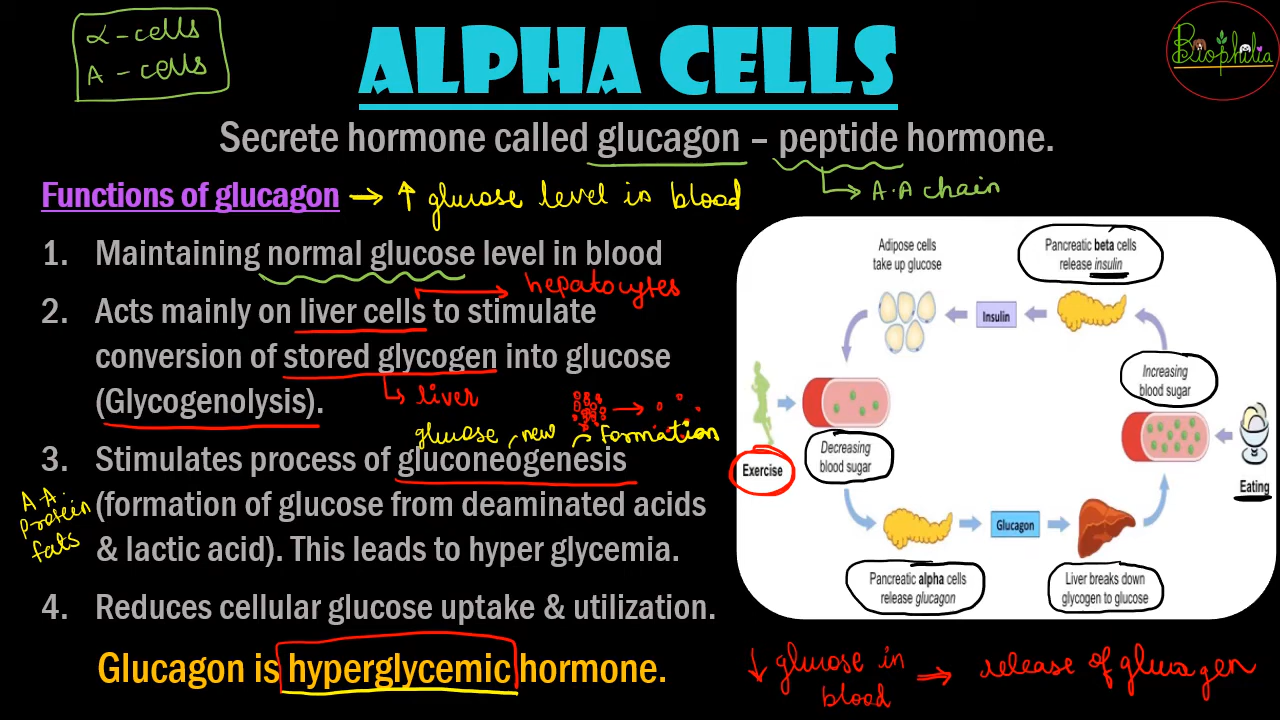 α - cells
A - cells
ALPHA CELLS
Biophilia
Secrete hormone called glucagon – peptide hormone.
A.A chain
Functions of glucagon → ↑ glucose level in blood
1. Maintaining normal glucose level in blood
hepatocytes
2. Acts mainly on liver cells to stimulate
conversion of stored glycogen into glucose
(Glycogenolysis).
liver
glucose, new, formation
3. Stimulates process of gluconeogenesis
(formation of glucose from deaminated acids
& lactic acid). This leads to hyper glycemia.
A.A.
Protein
fats
4. Reduces cellular glucose uptake & utilization.
Glucagon is hyperglycemic hormone.
Adipose cells
take up glucose
Pancreatic beta cells
release insulin
Insulin
Increasing
blood sugar
Decreasing
blood sugar
Exercise
Eating
Glucagon
Pancreatic alpha cells
release glucagon
Liver breaks down
glycogen to glucose
↓ glucose in
blood
⇒ release of glucagen